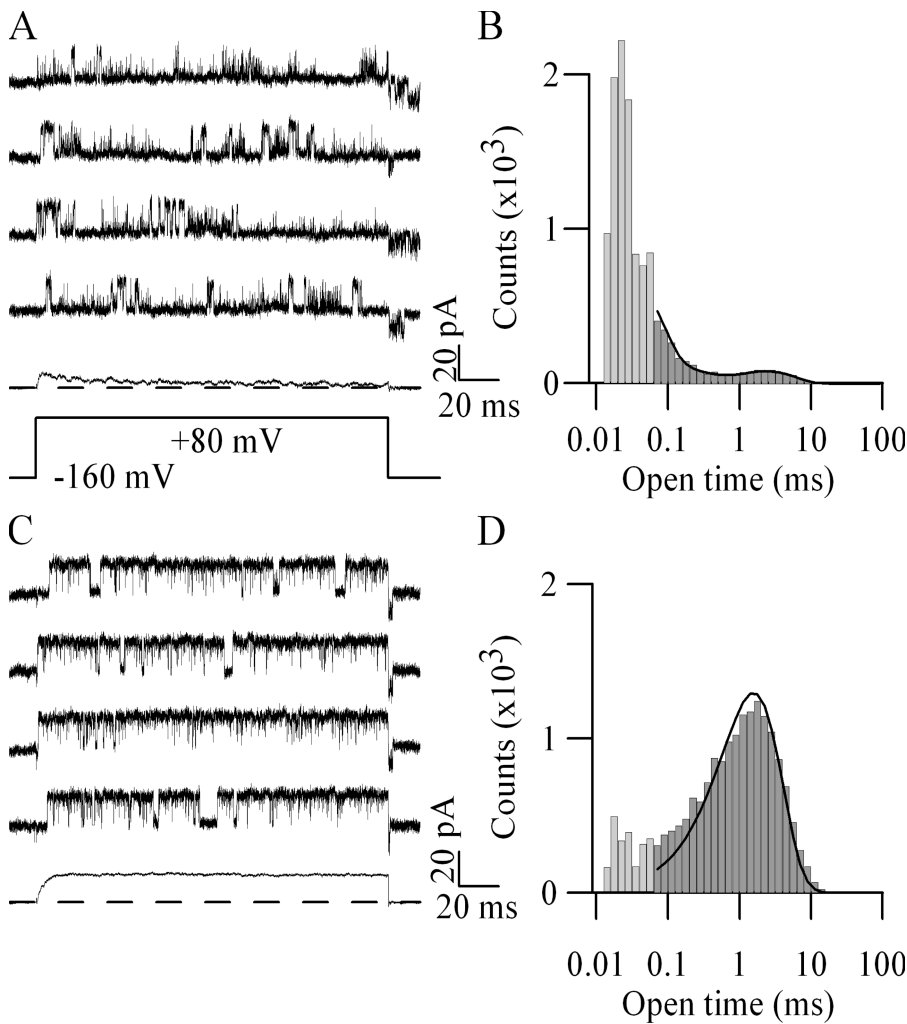 A
20 pA
20 ms
+80 mV
-160 mV
B
Counts (x10³)
2
1
0
0.01 0.1 1 10 100
Open time (ms)
C
20 pA
20 ms
D
Counts (x10³)
2
1
0
0.01 0.1 1 10 100
Open time (ms)